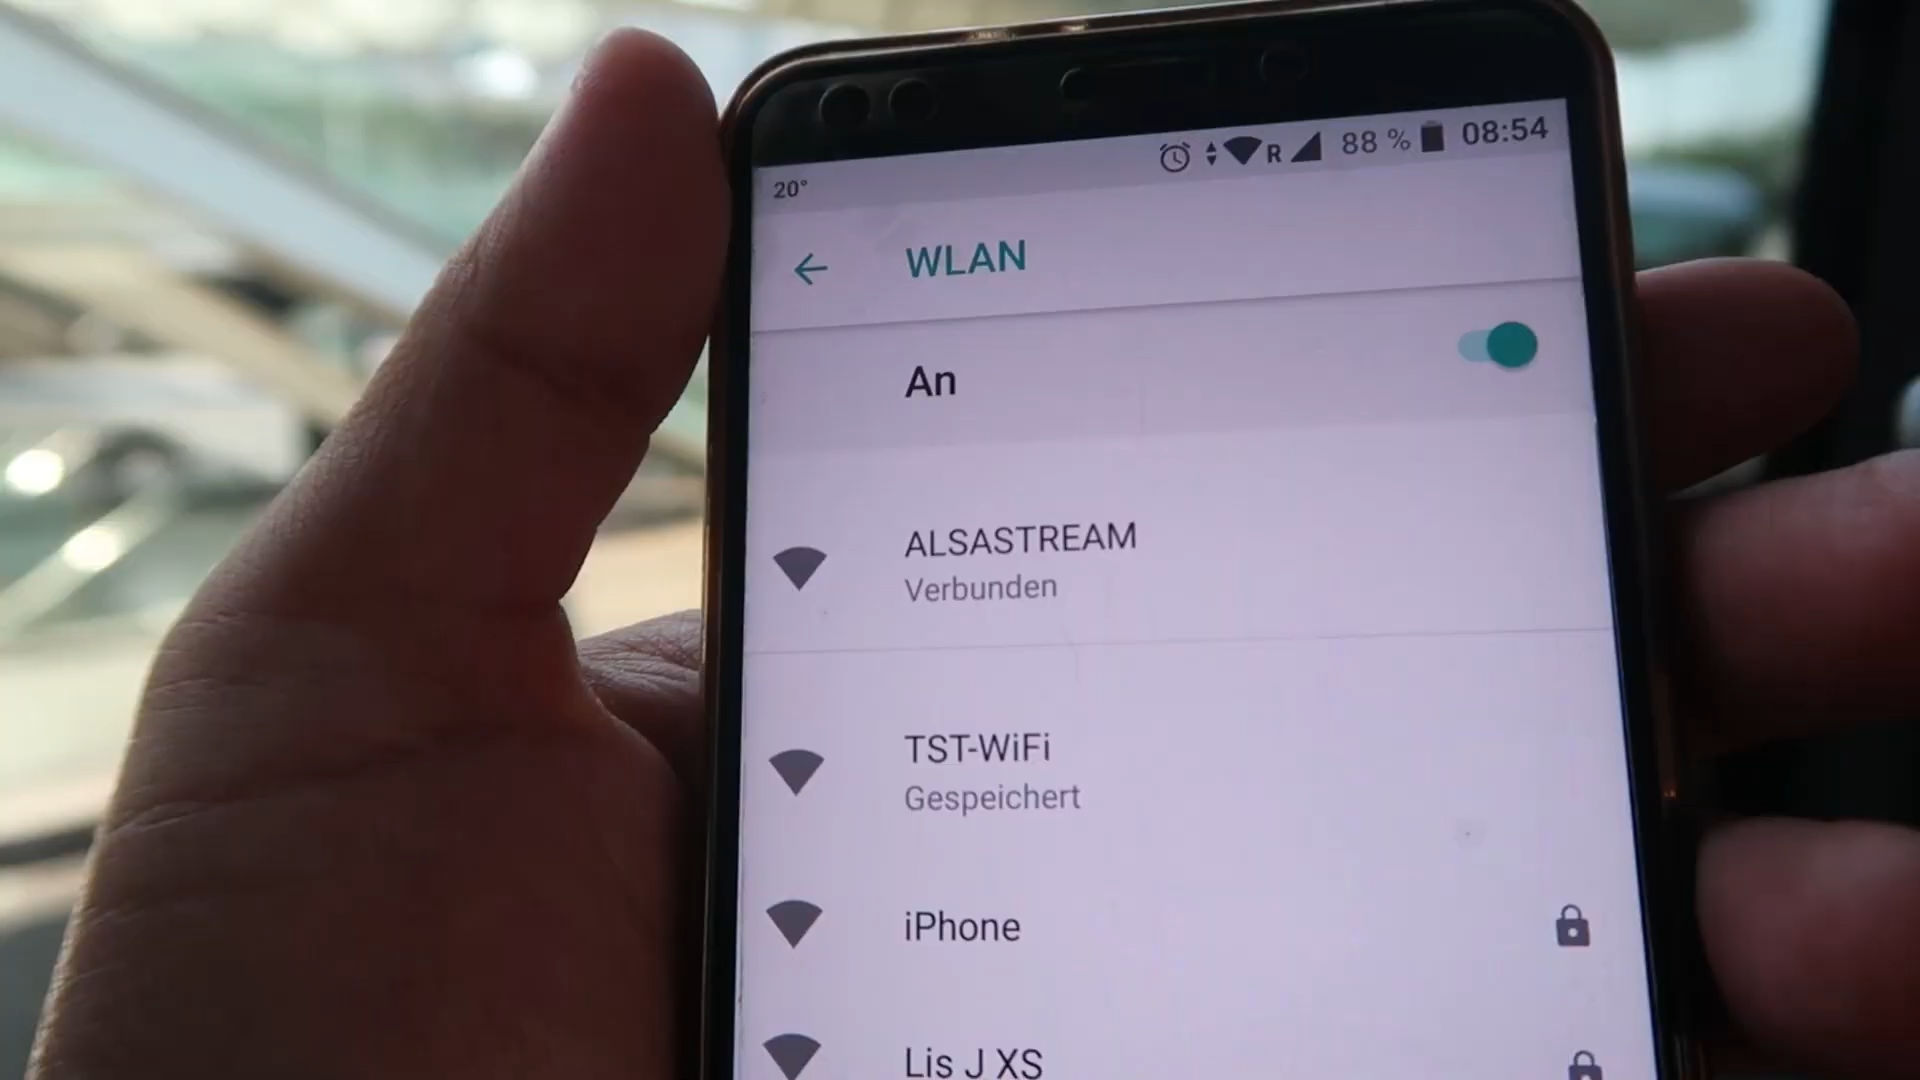 20°
R 88 % 08:54
WLAN
An
ALSASTREAM
Verbunden
TST-WiFi
Gespeichert
iPhone
Lis J XS